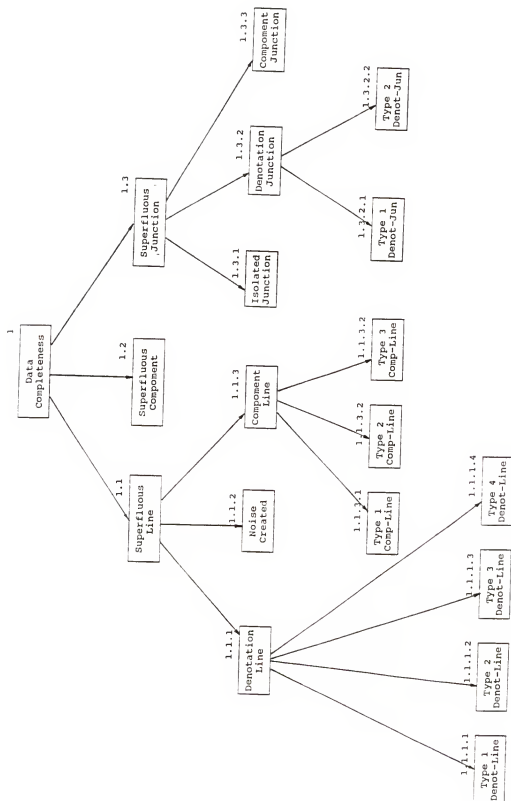 1
Data
Completeness
1.1
Superfluous
Line
1.2
Superfluous
Compoment
1.3
Superfluous
Junction
1.1.1
Denotation
Line
1.1.2
Noise
Created
1.1.3
Compoment
Line
1.3.1
Isolated
Junction
1.3.2
Denotation
Junction
1.3.3
Compoment
Junction
1.1.3.1
Type 1
Comp-Line
1.1.3.2
Type 2
Comp-Line
1.1.3.2
Type 3
Comp-Line
1.3.2.1
Type 1
Denot-Jun
1.3.2.2
Type 2
Denot-Jun
1.1.1.1
Type 1
Denot-Line
1.1.1.2
Type 2
Denot-Line
1.1.1.3
Type 3
Denot-Line
1.1.1.4
Type 4
Denot-Line